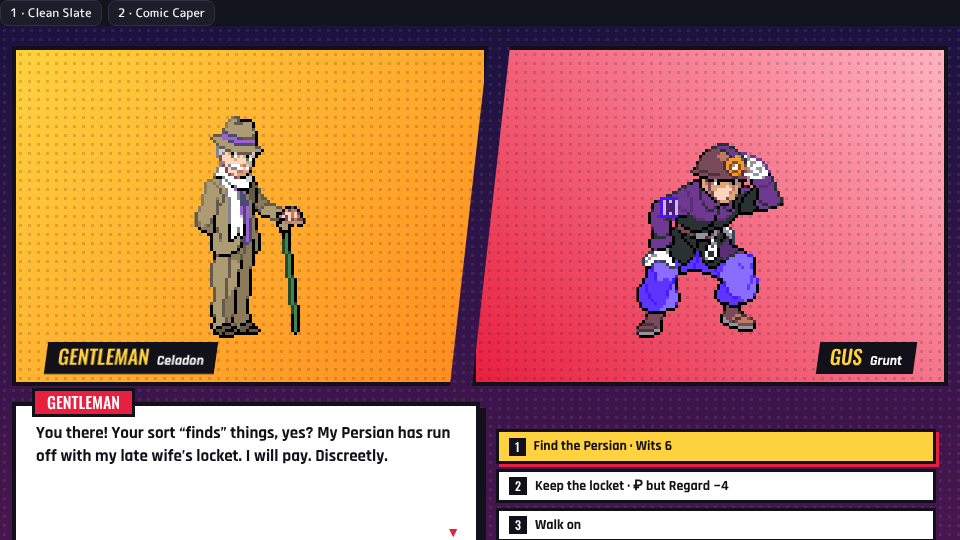 1 · Clean Slate
2 · Comic Caper
GENTLEMAN Celadon
GUS Grunt
GENTLEMAN
You there! Your sort “finds” things, yes? My Persian has run
off with my late wife’s locket. I will pay. Discreetly.
1 Find the Persian · Wits 6
2 Keep the locket · ₽ but Regard −4
3 Walk on